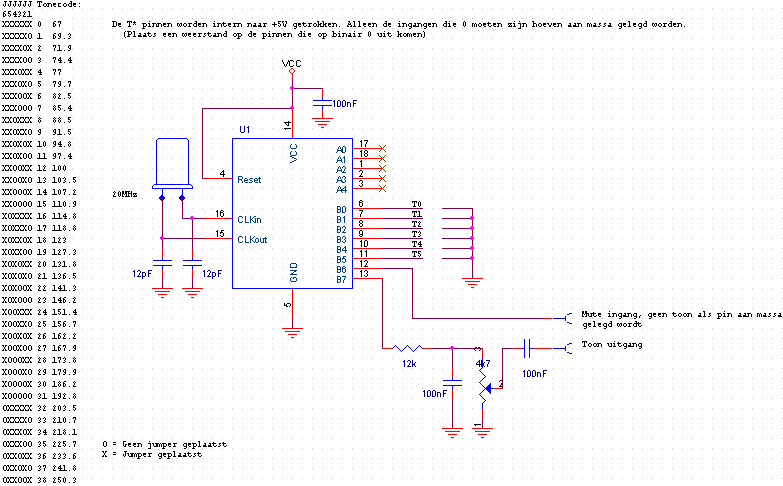 JJJJJJ Tonecode:
654321
XXXXXX 0 67
XXXXXO 1 69.3
XXXXOX 2 71.9
XXXXOO 3 74.4
XXXOXX 4 77
XXXOXO 5 79.7
XXXOOX 6 82.5
XXXOOO 7 85.4
XXOXXX 8 88.5
XXOXXO 9 91.5
XXOXOX 10 94.8
XXOXOO 11 97.4
XXOOXX 12 100
XXOOXO 13 103.5
XXOOOX 14 107.2
XXOOOO 15 110.9
XOXXXX 16 114.8
XOXXXO 17 118.8
XOXXOX 18 123
XOXXOO 19 127.3
XOXOXX 20 131.8
XOXOXO 21 136.5
XOXOOX 22 141.3
XOXOOO 23 146.2
XOOXXX 24 151.4
XOOXXO 25 156.7
XOOXOX 26 162.2
XOOXOO 27 167.9
XOOOXX 28 173.8
XOOOXO 29 179.9
XOOOOX 30 186.2
XOOOOO 31 192.8
OXXXXX 32 203.5
OXXXXO 33 210.7
OXXXOX 34 218.1
OXXXOO 35 225.7
OXXOXX 36 233.6
OXXOXO 37 241.8
OXXOOX 38 250.3
De T* pinnen worden intern naar +5V getrokken. Alleen de ingangen die 0 moeten zijn hoeven aan massa gelegd worden.
(Plaats een weerstand op de pinnen die op binair 0 uit komen)
VCC
100nF
U1
14
VCC
4 Reset
20MHz
16 CLKin
15 CLKout
12pF
12pF
GND
5
A0 17
A1 18
A2 1
A3 2
A4 3
B0 6 T0
B1 7 T1
B2 8 T2
B3 9 T3
B4 10 T4
B5 11 T5
B6 12
B7 13
Mute ingang, geen toon als pin aan massa
gelegd wordt
Toon uitgang
12k
3
4k7
2
1
100nF
100nF
O = Geen jumper geplaatst
X = Jumper geplaatst